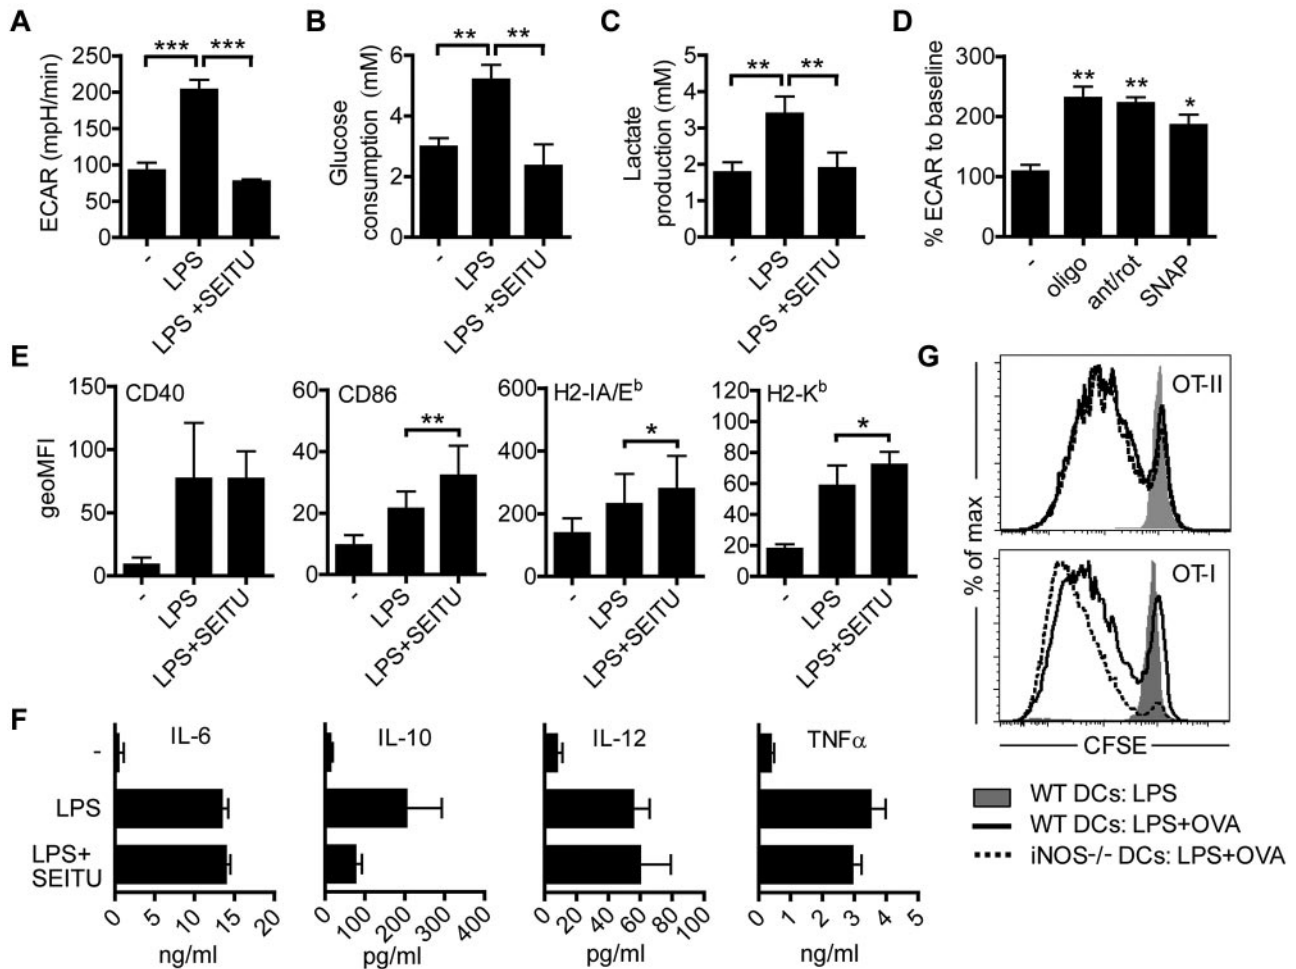 A
ECAR (mpH/min)
250
200
150
100
50
0
*** ***
-
LPS
LPS +SEITU
B
Glucose
consumption (mM)
6
4
2
0
** **
-
LPS
LPS +SEITU
C
Lactate
production (mM)
5
4
3
2
1
0
** **
-
LPS
LPS +SEITU
D
% ECAR to baseline
300
200
100
0
** ** *
-
oligo
ant/rot
SNAP
E
geoMFI
CD40
150
100
50
0
-
LPS
LPS+SEITU
CD86
60
40
20
0
**
-
LPS
LPS+SEITU
H2-IA/Eᵇ
600
400
200
0
*
-
LPS
LPS+SEITU
H2-Kᵇ
120
100
80
60
40
20
0
*
-
LPS
LPS+SEITU
F
-
LPS
LPS+
SEITU
IL-6
0 5 10 15 20
ng/ml
IL-10
0 100 200 300 400
pg/ml
IL-12
0 20 40 60 80 100
pg/ml
TNFα
0 1 2 3 4 5
ng/ml
G
OT-II
OT-I
% of max
CFSE
WT DCs: LPS
WT DCs: LPS+OVA
iNOS-/- DCs: LPS+OVA